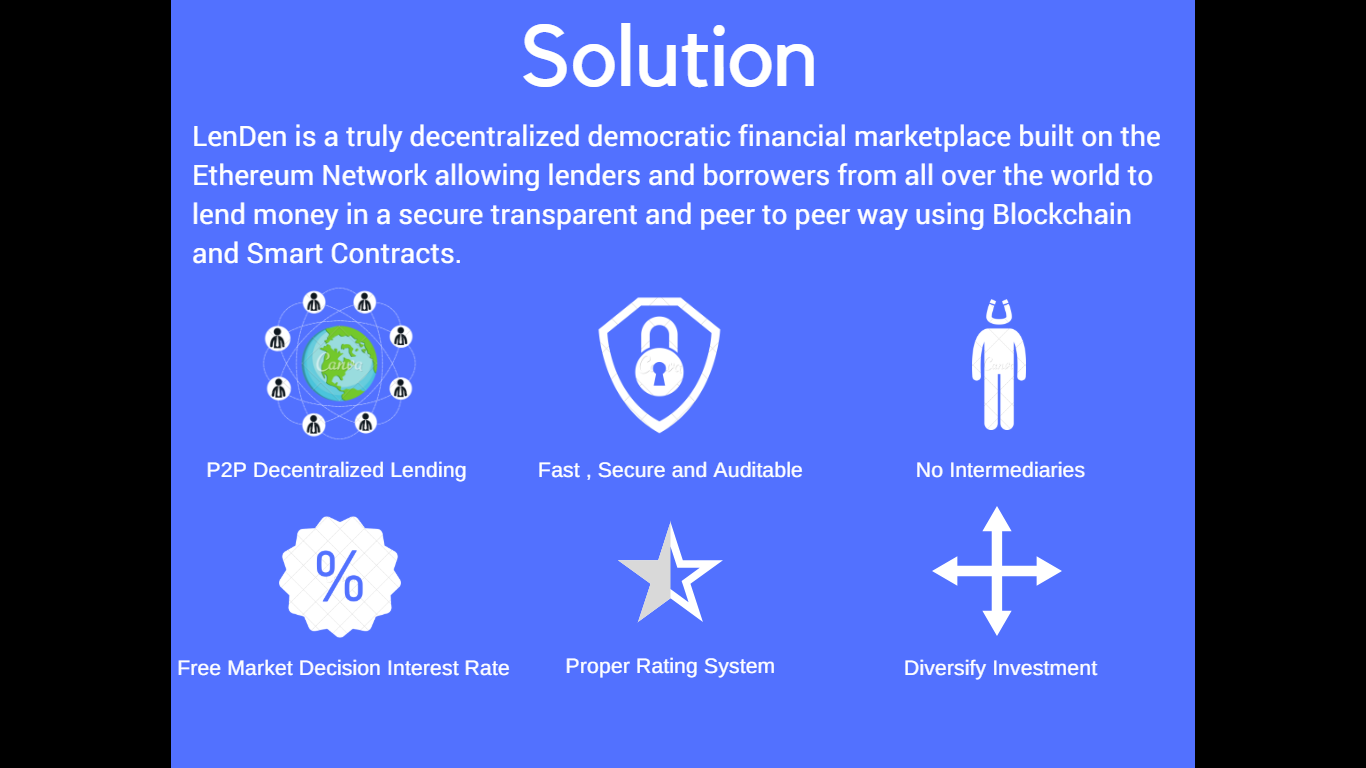 Solution
LenDen is a truly decentralized democratic financial marketplace built on the
Ethereum Network allowing lenders and borrowers from all over the world to
lend money in a secure transparent and peer to peer way using Blockchain
and Smart Contracts.
Canva
P2P Decentralized Lending
Fast , Secure and Auditable
No Intermediaries
%
Free Market Decision Interest Rate
Proper Rating System
Diversify Investment